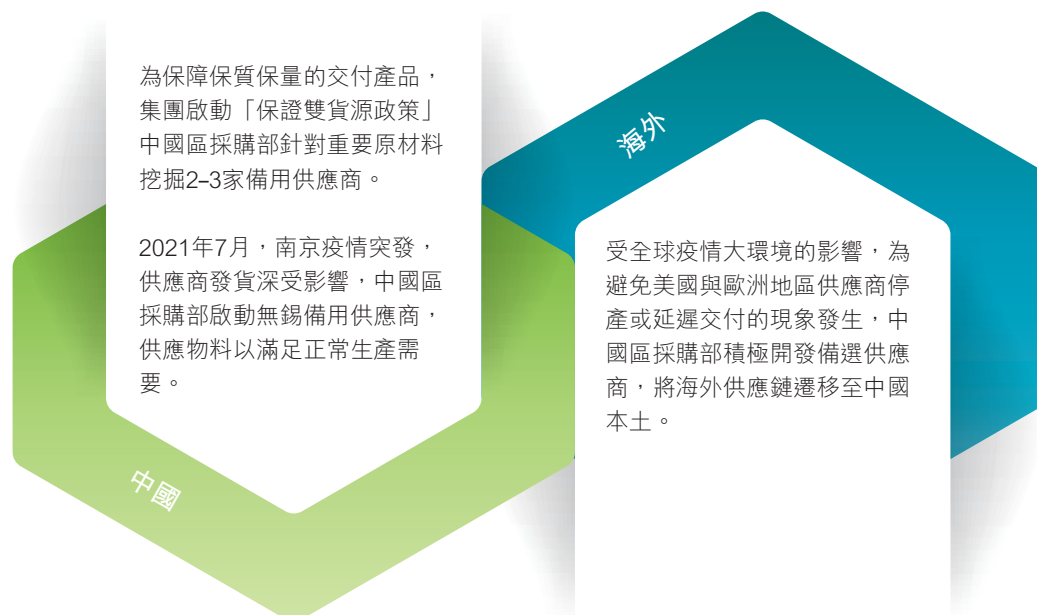 為保障保質保量的交付產品，
集團啟動「保證雙貨源政策」
中國區採購部針對重要原材料
挖掘2–3家備用供應商。
2021年7月，南京疫情突發，
供應商發貨深受影響，中國區
採購部啟動無錫備用供應商，
供應物料以滿足正常生產需
要。
中國
海外
受全球疫情大環境的影響，為
避免美國與歐洲地區供應商停
產或延遲交付的現象發生，中
國區採購部積極開發備選供應
商，將海外供應鏈遷移至中國
本土。